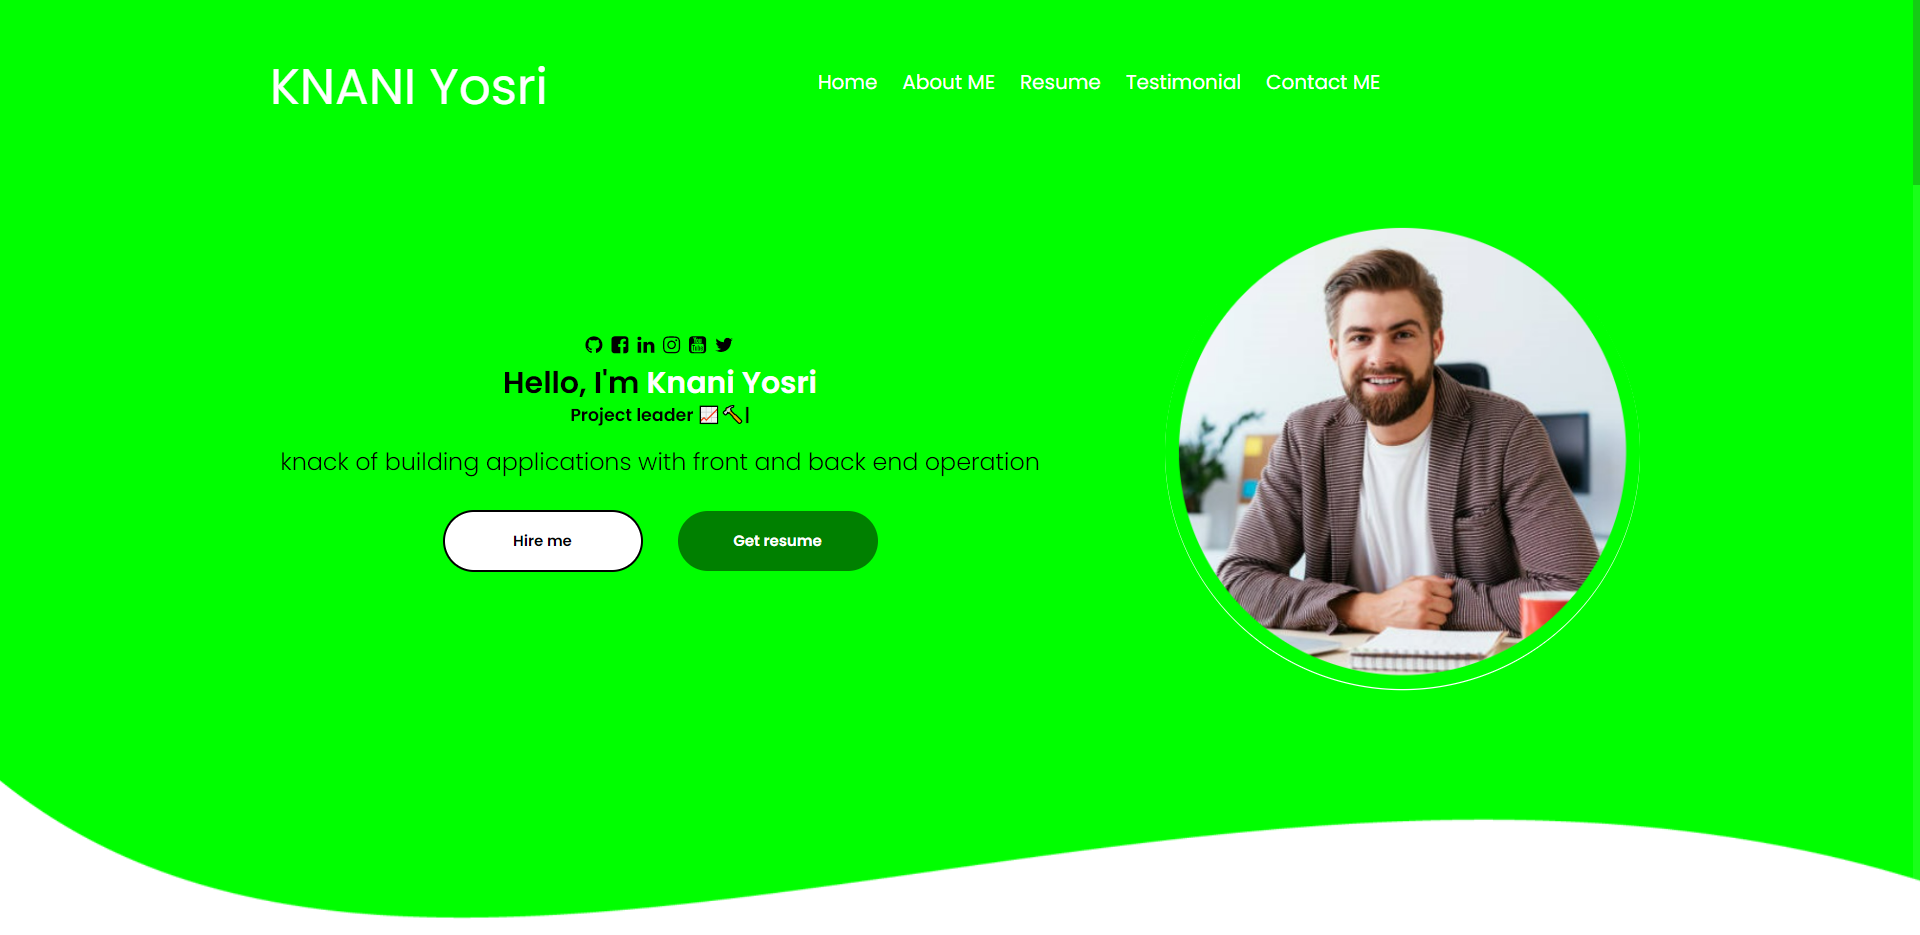 KNANI Yosri
Home About ME Resume Testimonial Contact ME
Hello, I'm Knani Yosri
Project leader 📈 🔨|
knack of building applications with front and back end operation
Hire me
Get resume